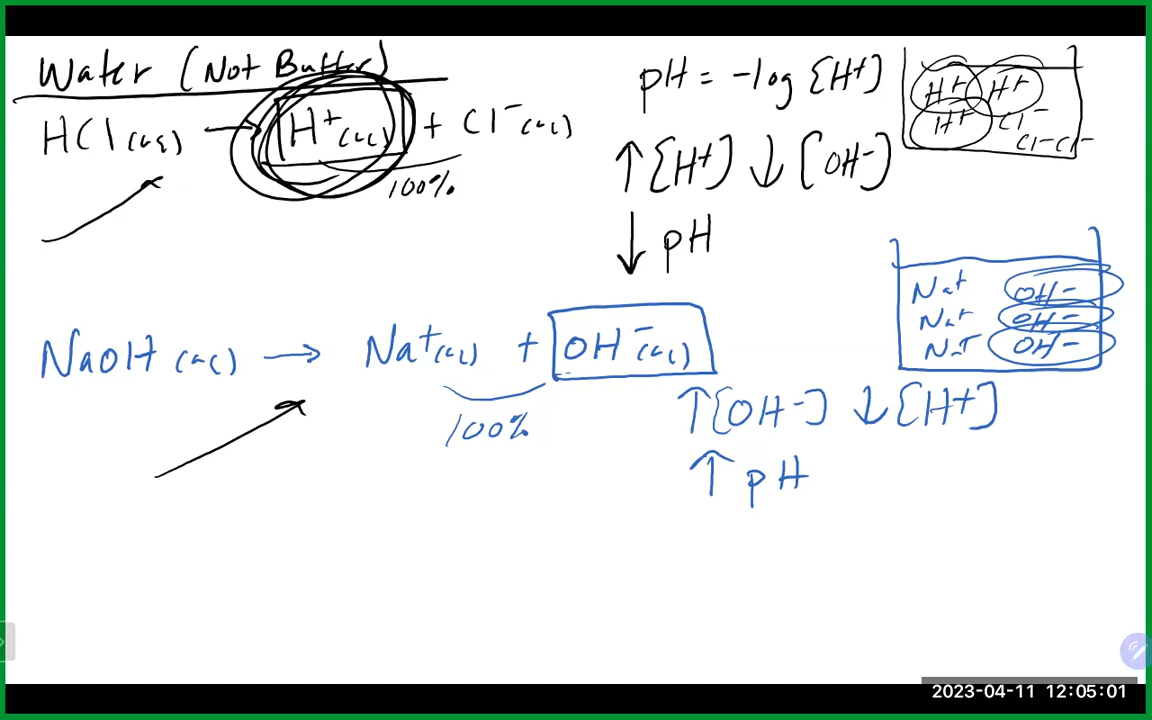 Water (Not Buffer)
HCl(aq) → H+(aq) + Cl-(aq)
100%
pH = -log [H+]
↑[H+] ↓[OH-]
↓ pH
H+ H+
H+ Cl-
Cl- Cl-
NaOH(aq) → Na+(aq) + OH-(aq)
100%
↑[OH-] ↓[H+]
↑ pH
Na+ OH-
Na+ OH-
Na+ OH-
2023-04-11 12:05:01